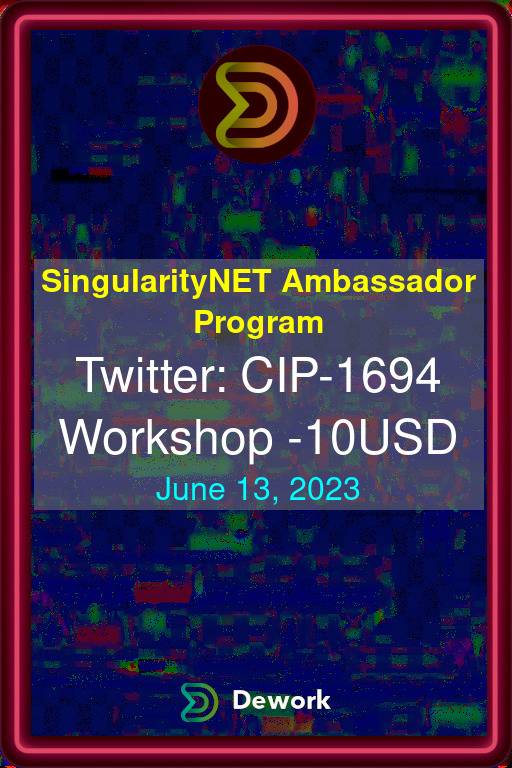 SingularityNET Ambassador
Program
Twitter: CIP-1694
Workshop -10USD
June 13, 2023
Dework